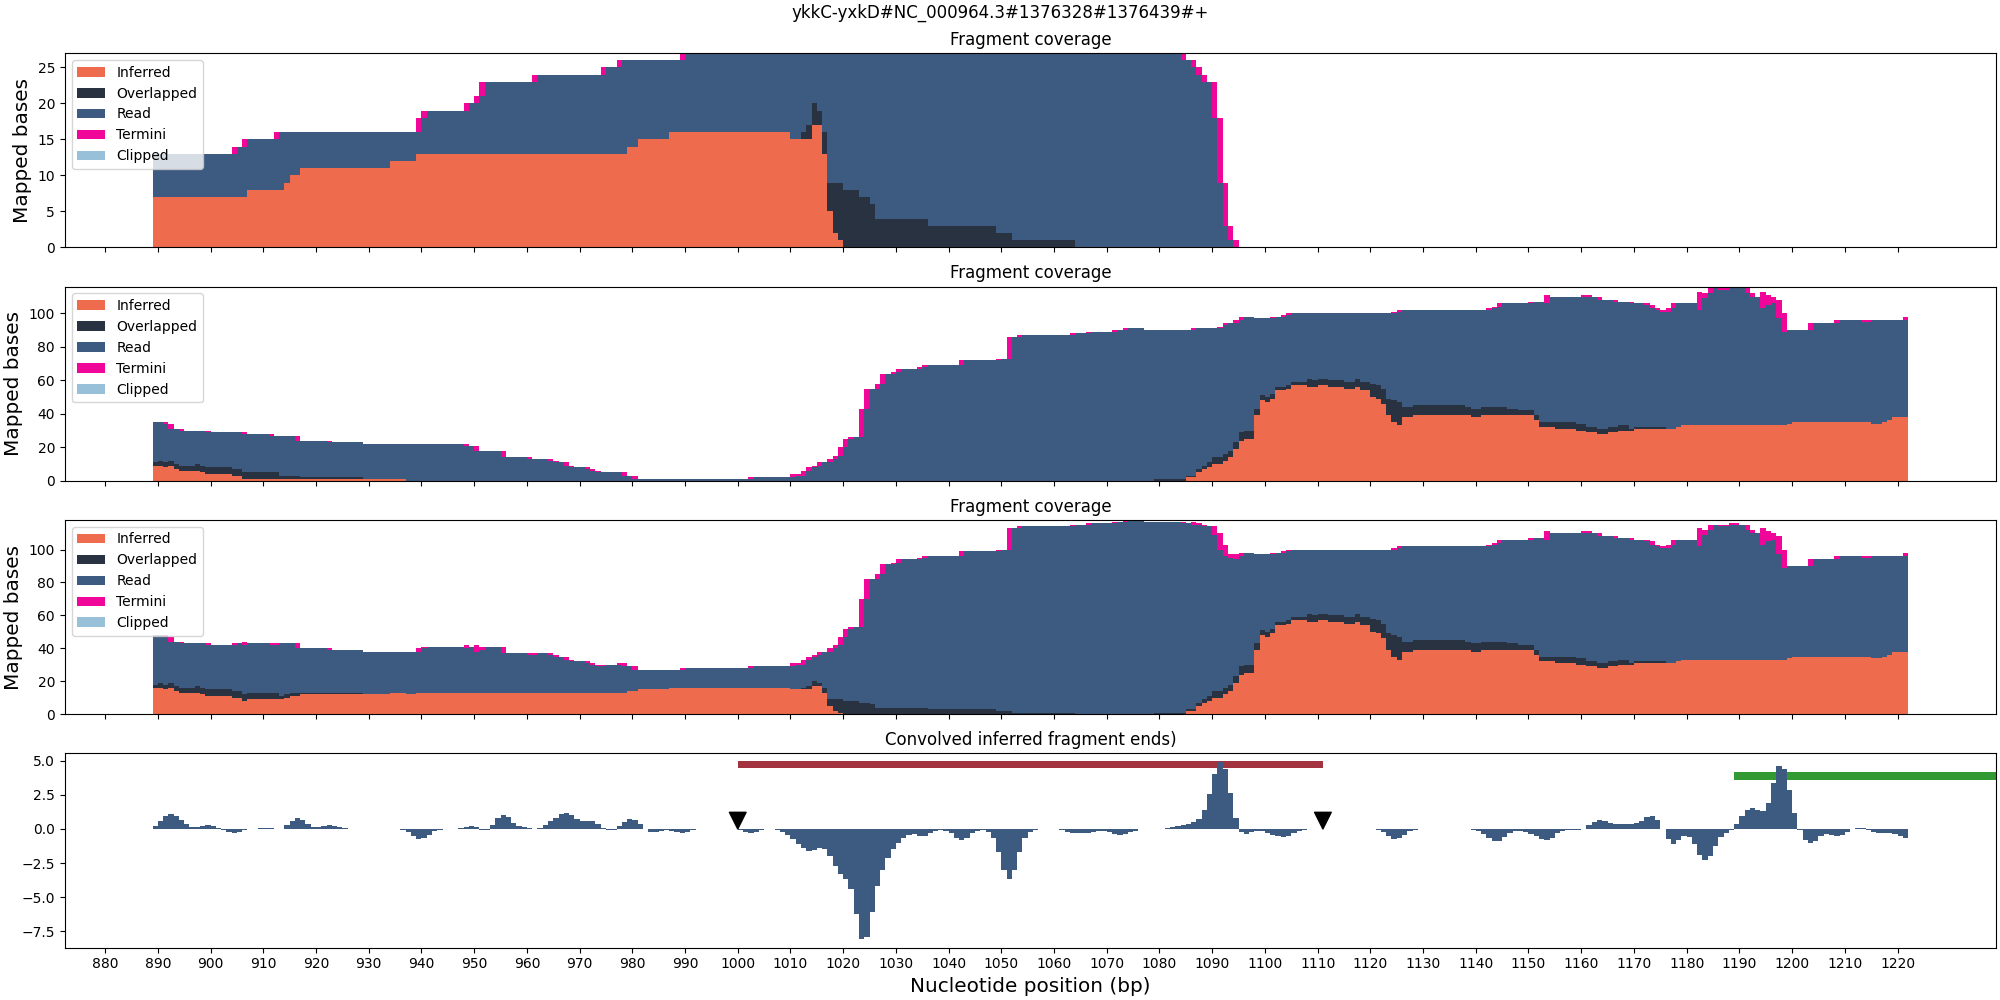 ykkC-yxkD#NC_000964.3#1376328#1376439#+
Fragment coverage
Mapped bases
25
20
15
10
5
0
Inferred
Overlapped
Read
Termini
Clipped
Fragment coverage
Mapped bases
100
80
60
40
20
0
Inferred
Overlapped
Read
Termini
Clipped
Fragment coverage
Mapped bases
100
80
60
40
20
0
Inferred
Overlapped
Read
Termini
Clipped
Convolved inferred fragment ends)
5.0
2.5
0.0
−2.5
−5.0
−7.5
880 890 900 910 920 930 940 950 960 970 980 990 1000 1010 1020 1030 1040 1050 1060 1070 1080 1090 1100 1110 1120 1130 1140 1150 1160 1170 1180 1190 1200 1210 1220
Nucleotide position (bp)